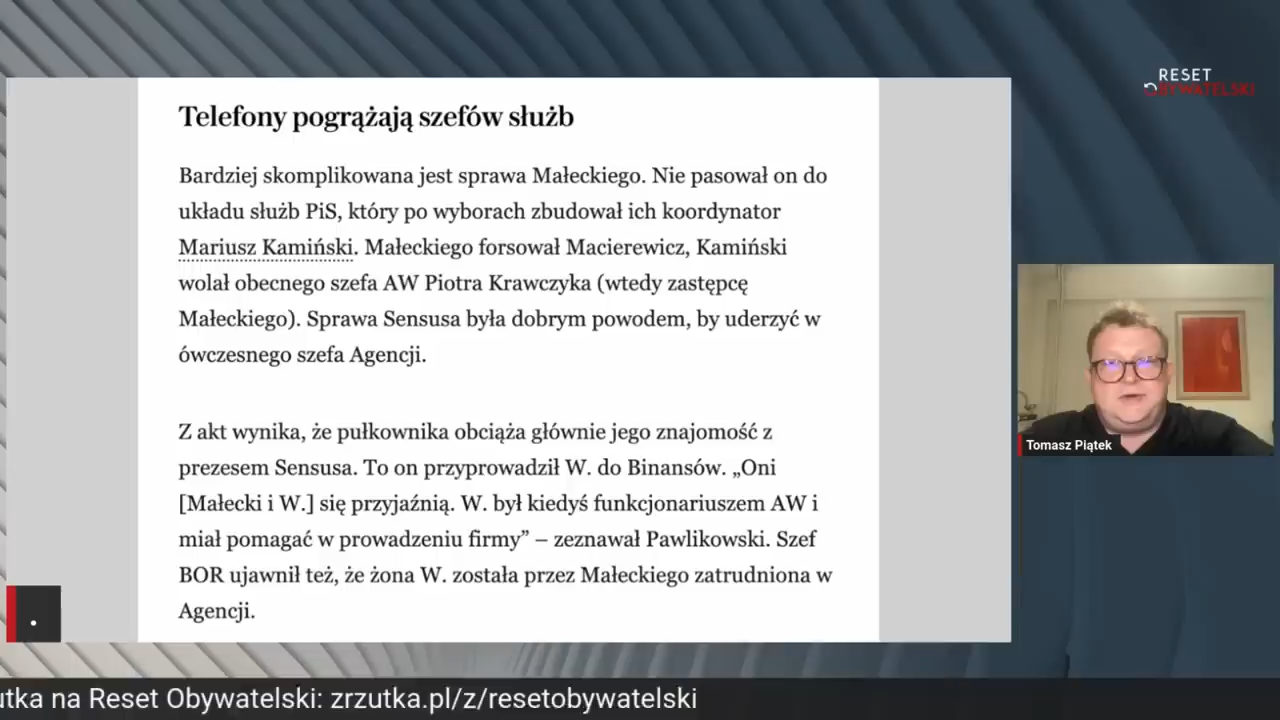 RESET
OBYWATELSKI
Telefony pogrążają szefów służb
Bardziej skomplikowana jest sprawa Małeckiego. Nie pasował on do
układu służb PiS, który po wyborach zbudował ich koordynator
Mariusz Kamiński. Małeckiego forsował Macierewicz, Kamiński
wolał obecnego szefa AW Piotra Krawczyka (wtedy zastępcę
Małeckiego). Sprawa Sensusa była dobrym powodem, by uderzyć w
ówczesnego szefa Agencji.
Z akt wynika, że pułkownika obciąża głównie jego znajomość z
prezesem Sensusa. To on przyprowadził W. do Binansów. „Oni
[Małecki i W.] się przyjaźnią. W. był kiedyś funkcjonariuszem AW i
miał pomagać w prowadzeniu firmy” – zeznawał Pawlikowski. Szef
BOR ujawnił też, że żona W. została przez Małeckiego zatrudniona w
Agencji.
Tomasz Piątek
.
utka na Reset Obywatelski: zrzutka.pl/z/resetobywatelski